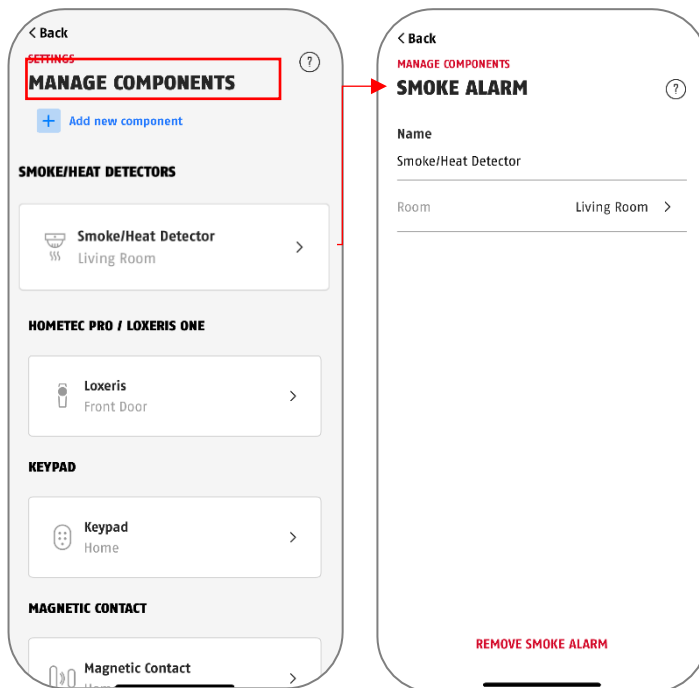 Back
SETTINGS
MANAGE COMPONENTS
?
+ Add new component
SMOKE/HEAT DETECTORS
Smoke/Heat Detector
Living Room
HOMETEC PRO / LOXERIS ONE
Loxeris
Front Door
KEYPAD
Keypad
Home
MAGNETIC CONTACT
Magnetic Contact
Back
MANAGE COMPONENTS
SMOKE ALARM
?
Name
Smoke/Heat Detector
Room Living Room
REMOVE SMOKE ALARM